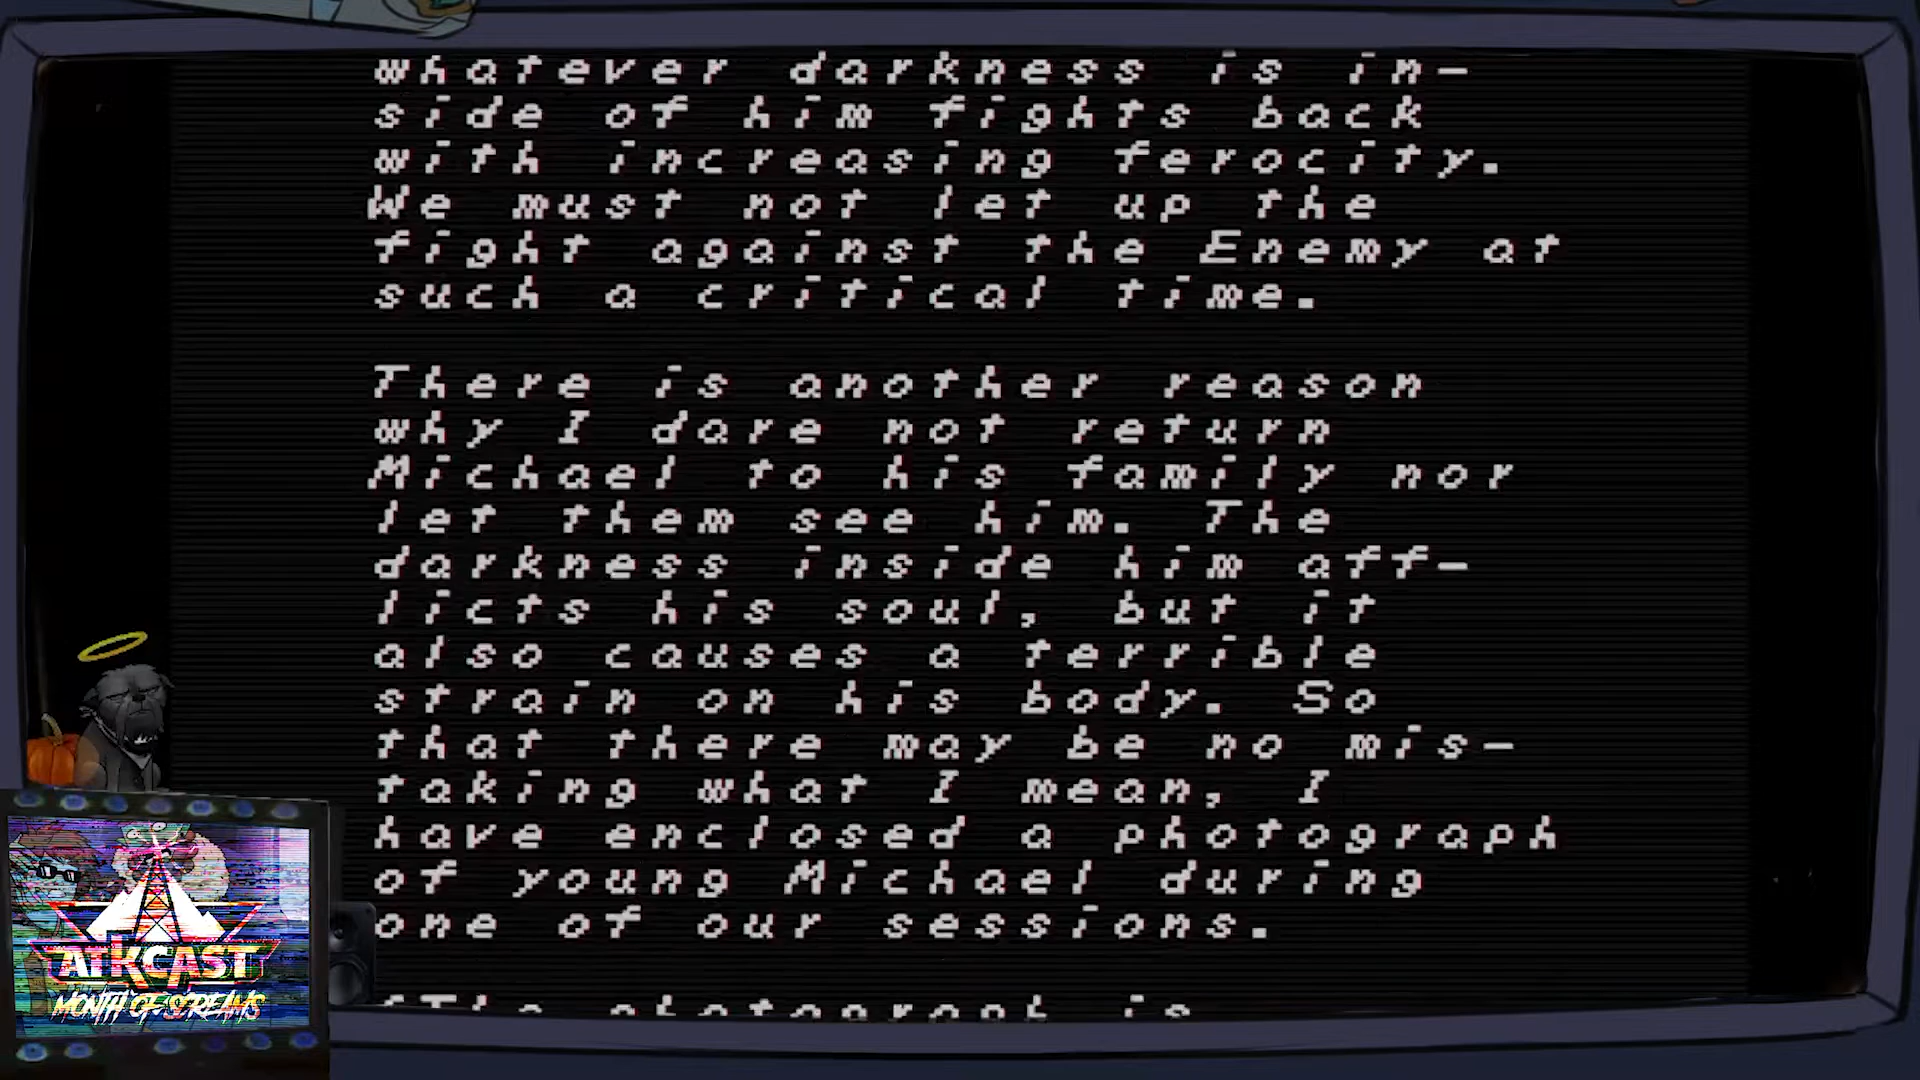 whatever darkness is in-
side of him fights back
with increasing ferocity.
We must not let up the
fight against the Enemy at
such a critical time.
There is another reason
why I dare not return
Michael to his family nor
let them see him. The
darkness inside him aff-
licts his soul, but it
also causes a terrible
strain on his body. So
that there may be no mis-
taking what I mean, I
have enclosed a photograph
of young Michael during
one of our sessions.
(The photograph is
ATKCAST
MONTH OF SCREAMS